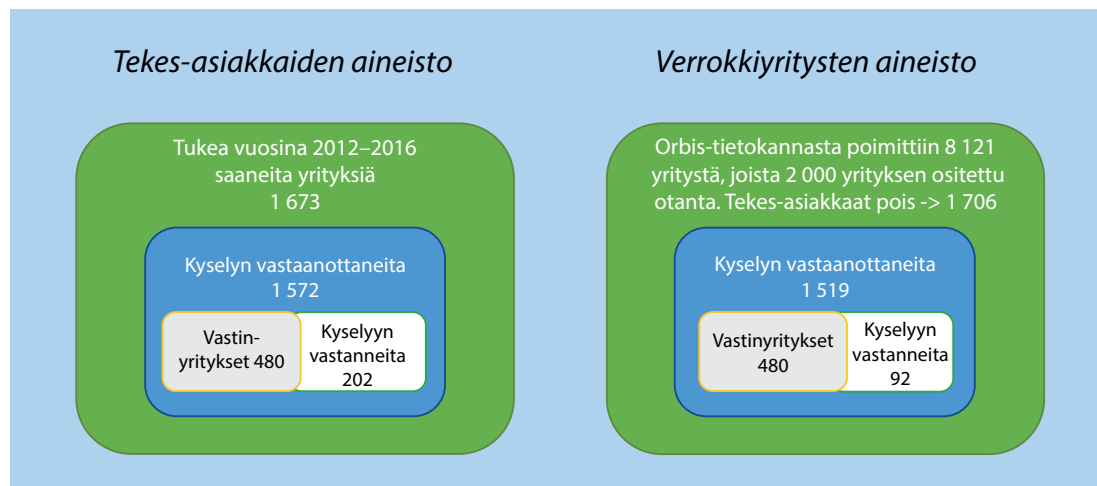 Tekes-asiakkaiden aineisto
Tukea vuosina 2012–2016
saaneita yrityksiä
1 673
Kyselyn vastaanottaneita
1 572
Vastin-
yritykset 480
Kyselyyn
vastanneita
202
Verrokkiyritysten aineisto
Orbis-tietokannasta poimittiin 8 121
yritystä, joista 2 000 yrityksen ositettu
otanta. Tekes-asiakkaat pois -> 1 706
Kyselyn vastaanottaneita
1 519
Vastinyritykset
480
Kyselyyn
vastanneita
92